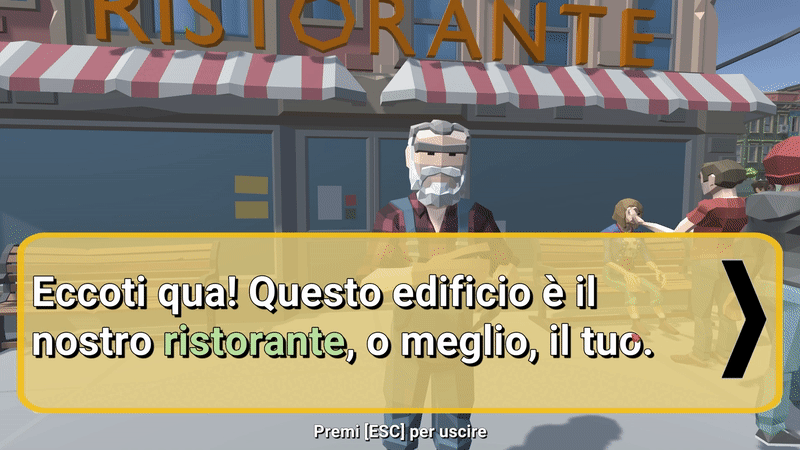 RISTORANTE
Eccoti qua! Questo edificio è il
nostro ristorante, o meglio, il tuo.
Premi [ESC] per uscire